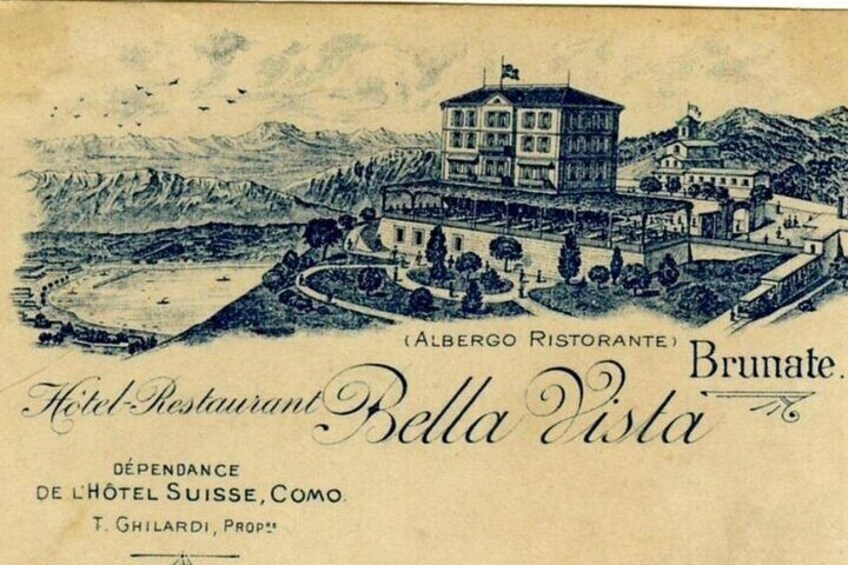 (ALBERGO RISTORANTE)
Brunate.
Hôtel-Restaurant Bella Vista
DÉPENDANCE
DE L'HÔTEL SUISSE, COMO.
T. GHILARDI, PROPRE